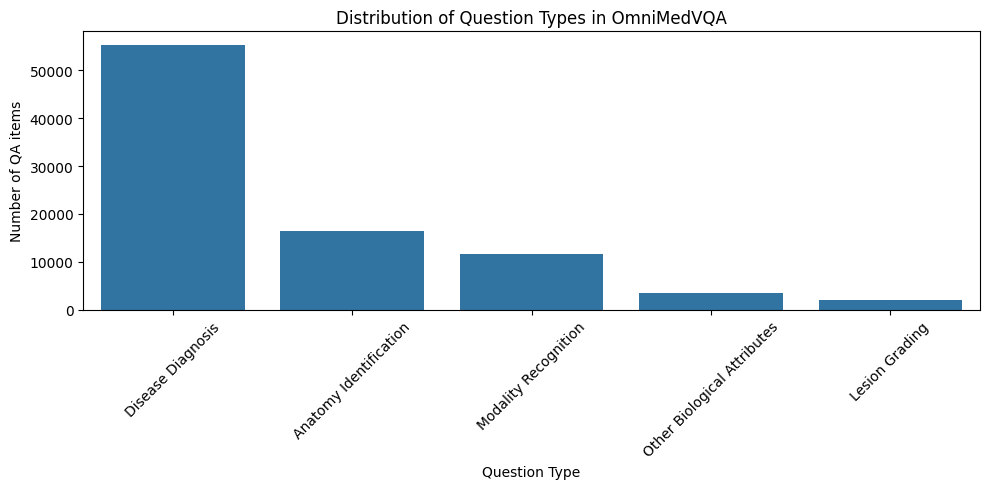 Distribution of Question Types in OmniMedVQA
Number of QA items
50000
40000
30000
20000
10000
0
Disease Diagnosis
Anatomy Identification
Modality Recognition
Other Biological Attributes
Lesion Grading
Question Type